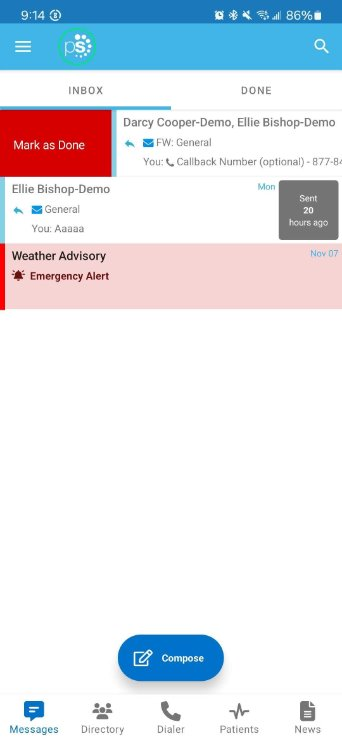 9:14 86%
ps
INBOX DONE
Mark as Done
Darcy Cooper-Demo, Ellie Bishop-Demo
FW: General
You: Callback Number (optional) - 877-84
Ellie Bishop-Demo Mon
General
You: Aaaaa
Sent
20
hours ago
Weather Advisory Nov 07
Emergency Alert
Compose
Messages Directory Dialer Patients News